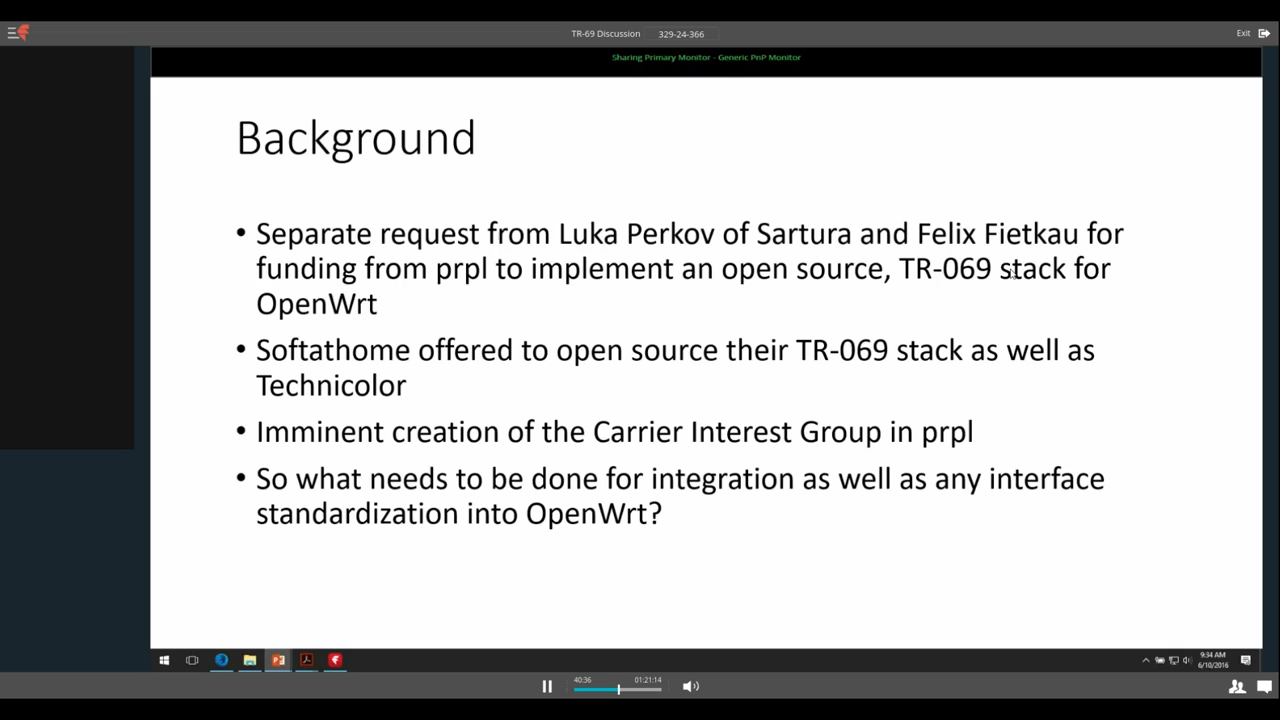 TR-69 Discussion 329-24-366
Exit
Sharing Primary Monitor - Generic PnP Monitor
Background
• Separate request from Luka Perkov of Sartura and Felix Fietkau for
funding from prpl to implement an open source, TR-069 stack for
OpenWrt
• Softathome offered to open source their TR-069 stack as well as
Technicolor
• Imminent creation of the Carrier Interest Group in prpl
• So what needs to be done for integration as well as any interface
standardization into OpenWrt?
9:34 AM
6/10/2016
40:36 01:21:14